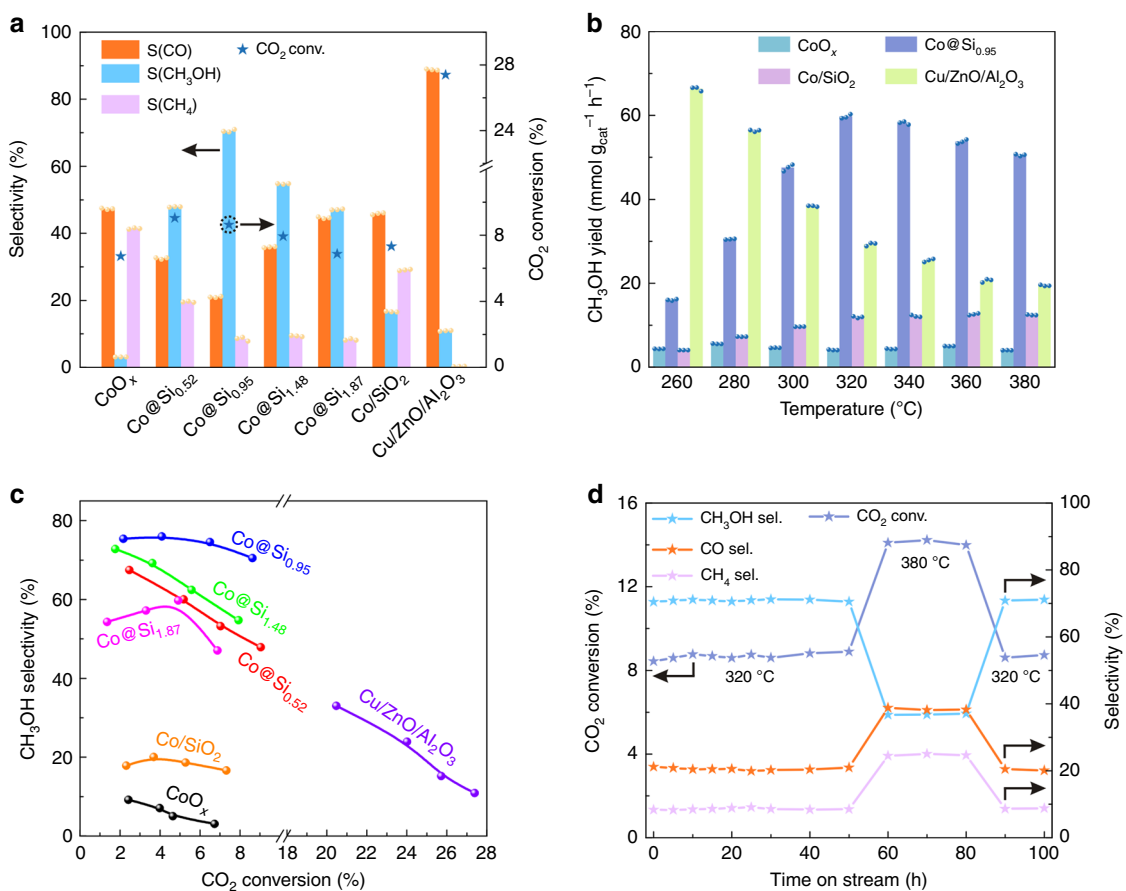 a
100
80
60
40
20
0
Selectivity (%)
S(CO)
S(CH₃OH)
S(CH₄)
CO₂ conv.
28
24
8
4
0
CO₂ conversion (%)
CoOₓ
Co@Si₀.₉₅
Co@Si₀.₅₂
Co@Si₁.₄₈
Co@Si₁.₈₇
Co/SiO₂
Cu/ZnO/Al₂O₃
b
80
70
60
50
40
30
20
10
0
CH₃OH yield (mmol g_cat⁻¹ h⁻¹)
CoOₓ
Co@Si₀.₉₅
Co/SiO₂
Cu/ZnO/Al₂O₃
260
280
300
320
340
360
380
Temperature (°C)
c
80
60
40
20
0
CH₃OH selectivity (%)
Co@Si₀.₉₅
Co@Si₁.₄₈
Co@Si₁.₈₇
Co@Si₀.₅₂
Cu/ZnO/Al₂O₃
Co/SiO₂
CoOₓ
0
2
4
6
8
18
20
22
24
26
28
CO₂ conversion (%)
d
16
12
8
4
0
CO₂ conversion (%)
CH₃OH sel.
CO₂ conv.
CO sel.
CH₄ sel.
380 °C
320 °C
320 °C
100
80
60
40
20
0
Selectivity (%)
0
20
40
60
80
100
Time on stream (h)